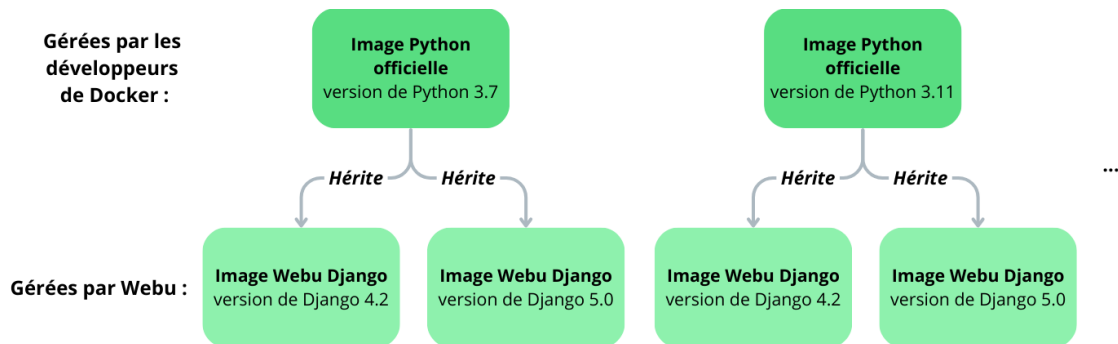 Gérées par les
développeurs
de Docker :
Image Python
officielle
version de Python 3.7
Image Python
officielle
version de Python 3.11
Hérite
Hérite
Hérite
Hérite
...
Gérées par Webu :
Image Webu Django
version de Django 4.2
Image Webu Django
version de Django 5.0
Image Webu Django
version de Django 4.2
Image Webu Django
version de Django 5.0